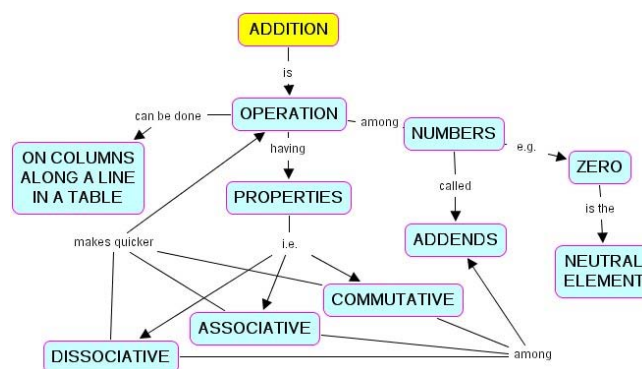 ADDITION
is
can be done
OPERATION
among
NUMBERS
e.g.
ON COLUMNS
ALONG A LINE
IN A TABLE
having
ZERO
PROPERTIES
called
is the
makes quicker
i.e.
ADDENDS
NEUTRAL
ELEMENT
COMMUTATIVE
ASSOCIATIVE
DISSOCIATIVE
among